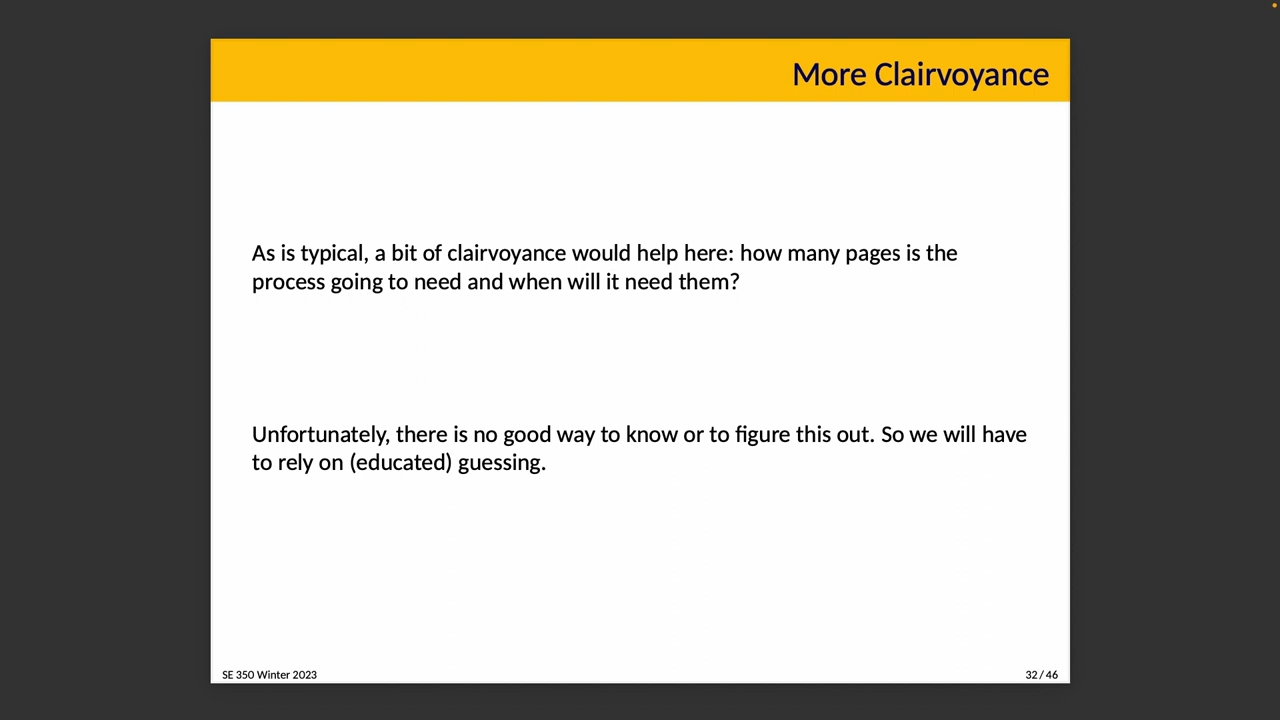 More Clairvoyance
As is typical, a bit of clairvoyance would help here: how many pages is the
process going to need and when will it need them?
Unfortunately, there is no good way to know or to figure this out. So we will have
to rely on (educated) guessing.
SE 350 Winter 2023
32 / 46